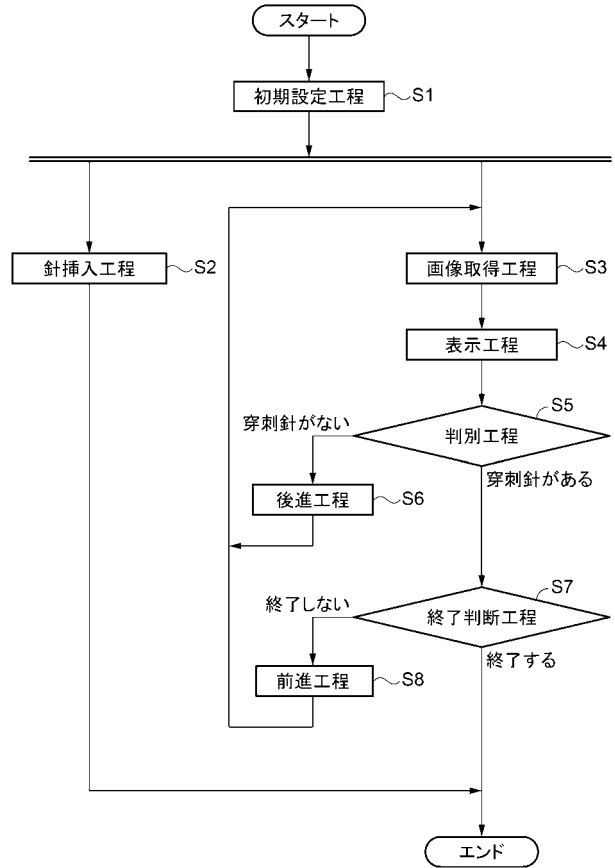 スタート
初期設定工程 S1
針挿入工程 S2
画像取得工程 S3
表示工程 S4
S5
穿刺針がない 判別工程
穿刺針がある
後進工程 S6
S7
終了しない 終了判断工程
終了する
前進工程 S8
エンド